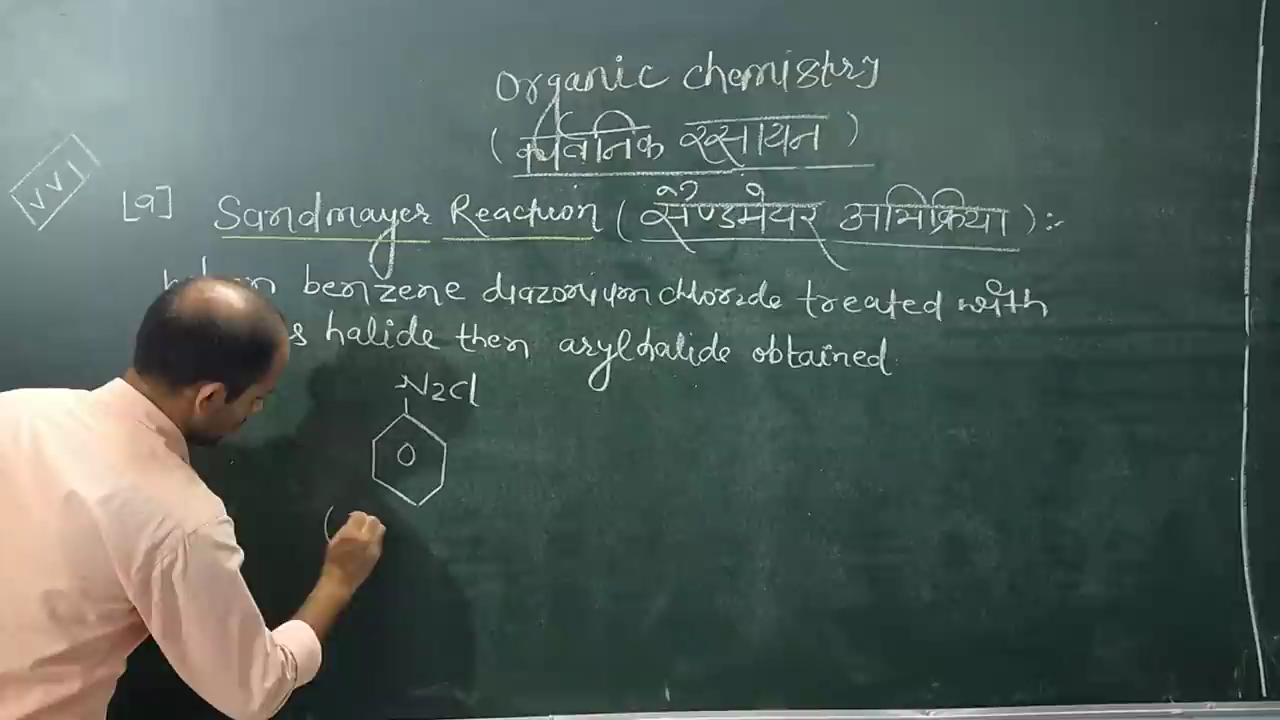 Organic chemistry
(कार्बनिक रसायन)
VVI
[9] Sandmayer Reaction (सैण्डमेयर अभिक्रिया) :-
benzene diazonium chloride treated with
halide then arylhalide obtained.
N2Cl